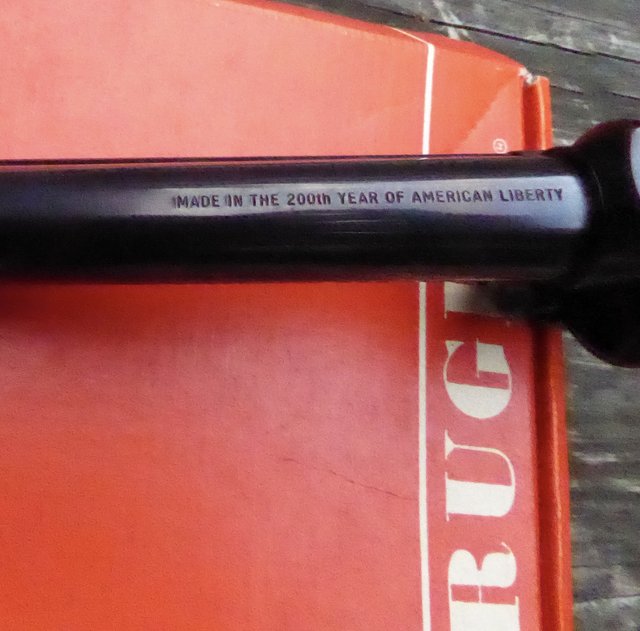 MADE IN THE 200th YEAR OF AMERICAN LIBERTY
RUG
®